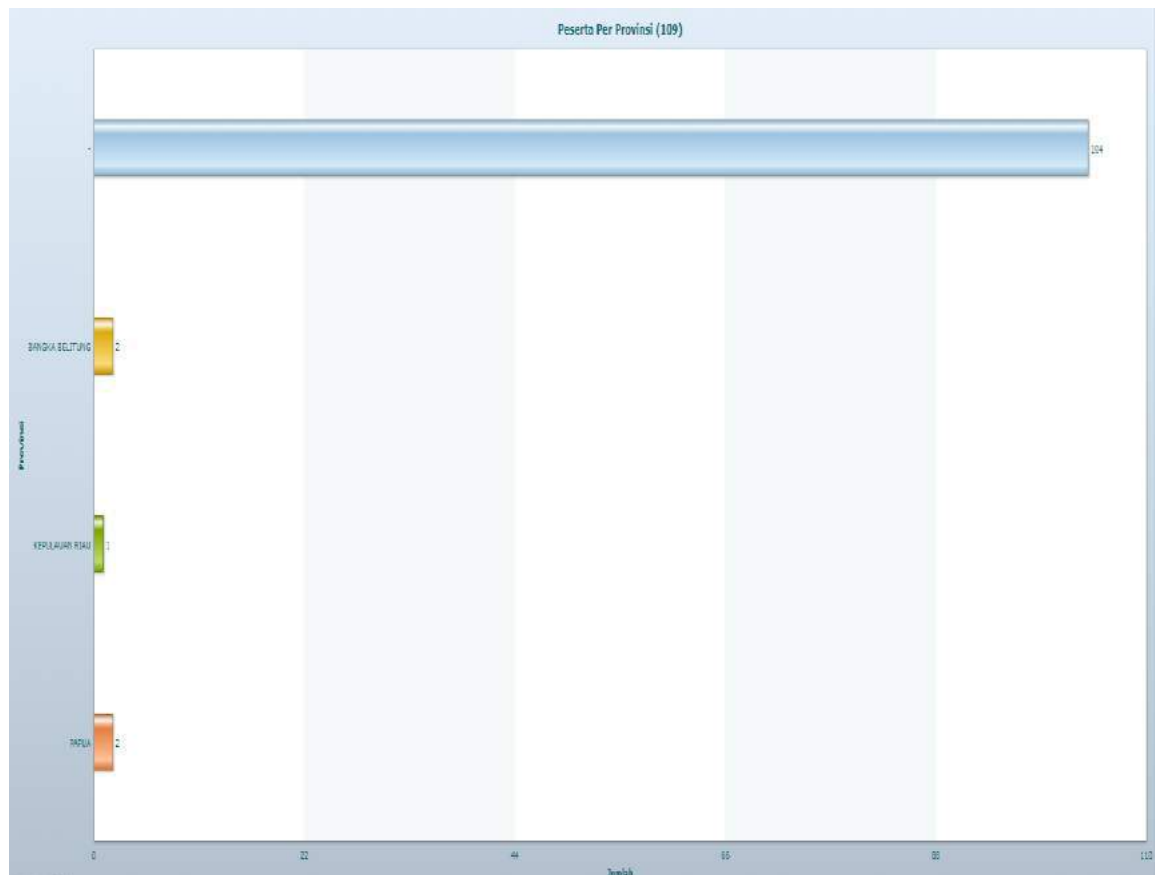 Peserta Per Provinsi (109)
-
104
BANGKA BELITUNG
2
Provinsi
KEPULAUAN RIAU
1
PAPUA
2
0 22 44 66 88 110
Jumlah